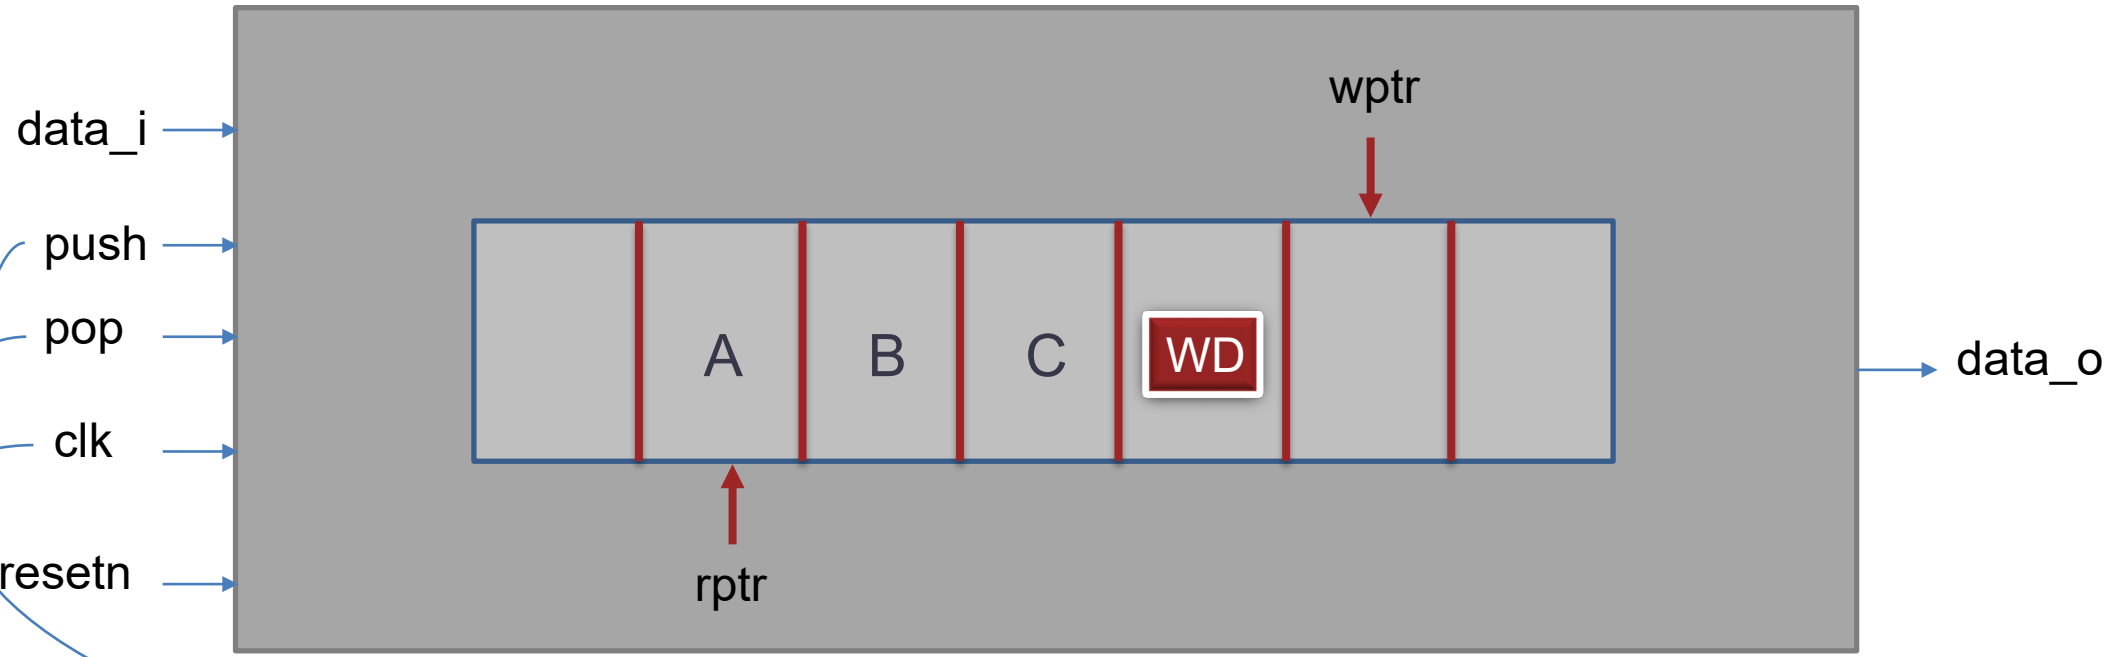 wptr
data_i
push
pop
A B C WD
data_o
clk
resetn
rptr